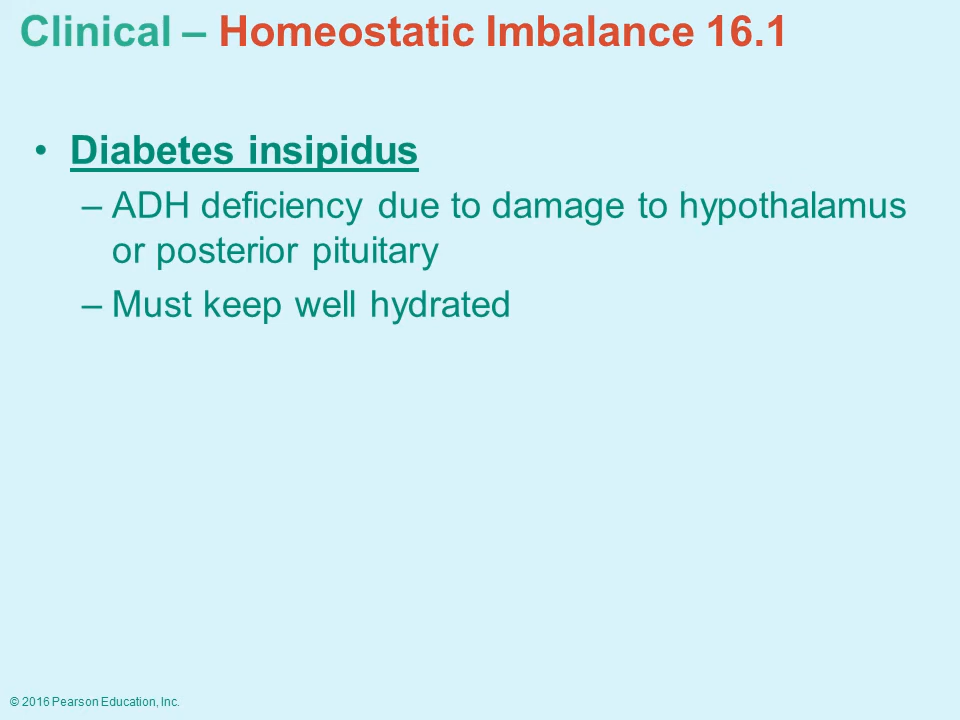 Clinical – Homeostatic Imbalance 16.1
• Diabetes insipidus
– ADH deficiency due to damage to hypothalamus
or posterior pituitary
– Must keep well hydrated
© 2016 Pearson Education, Inc.